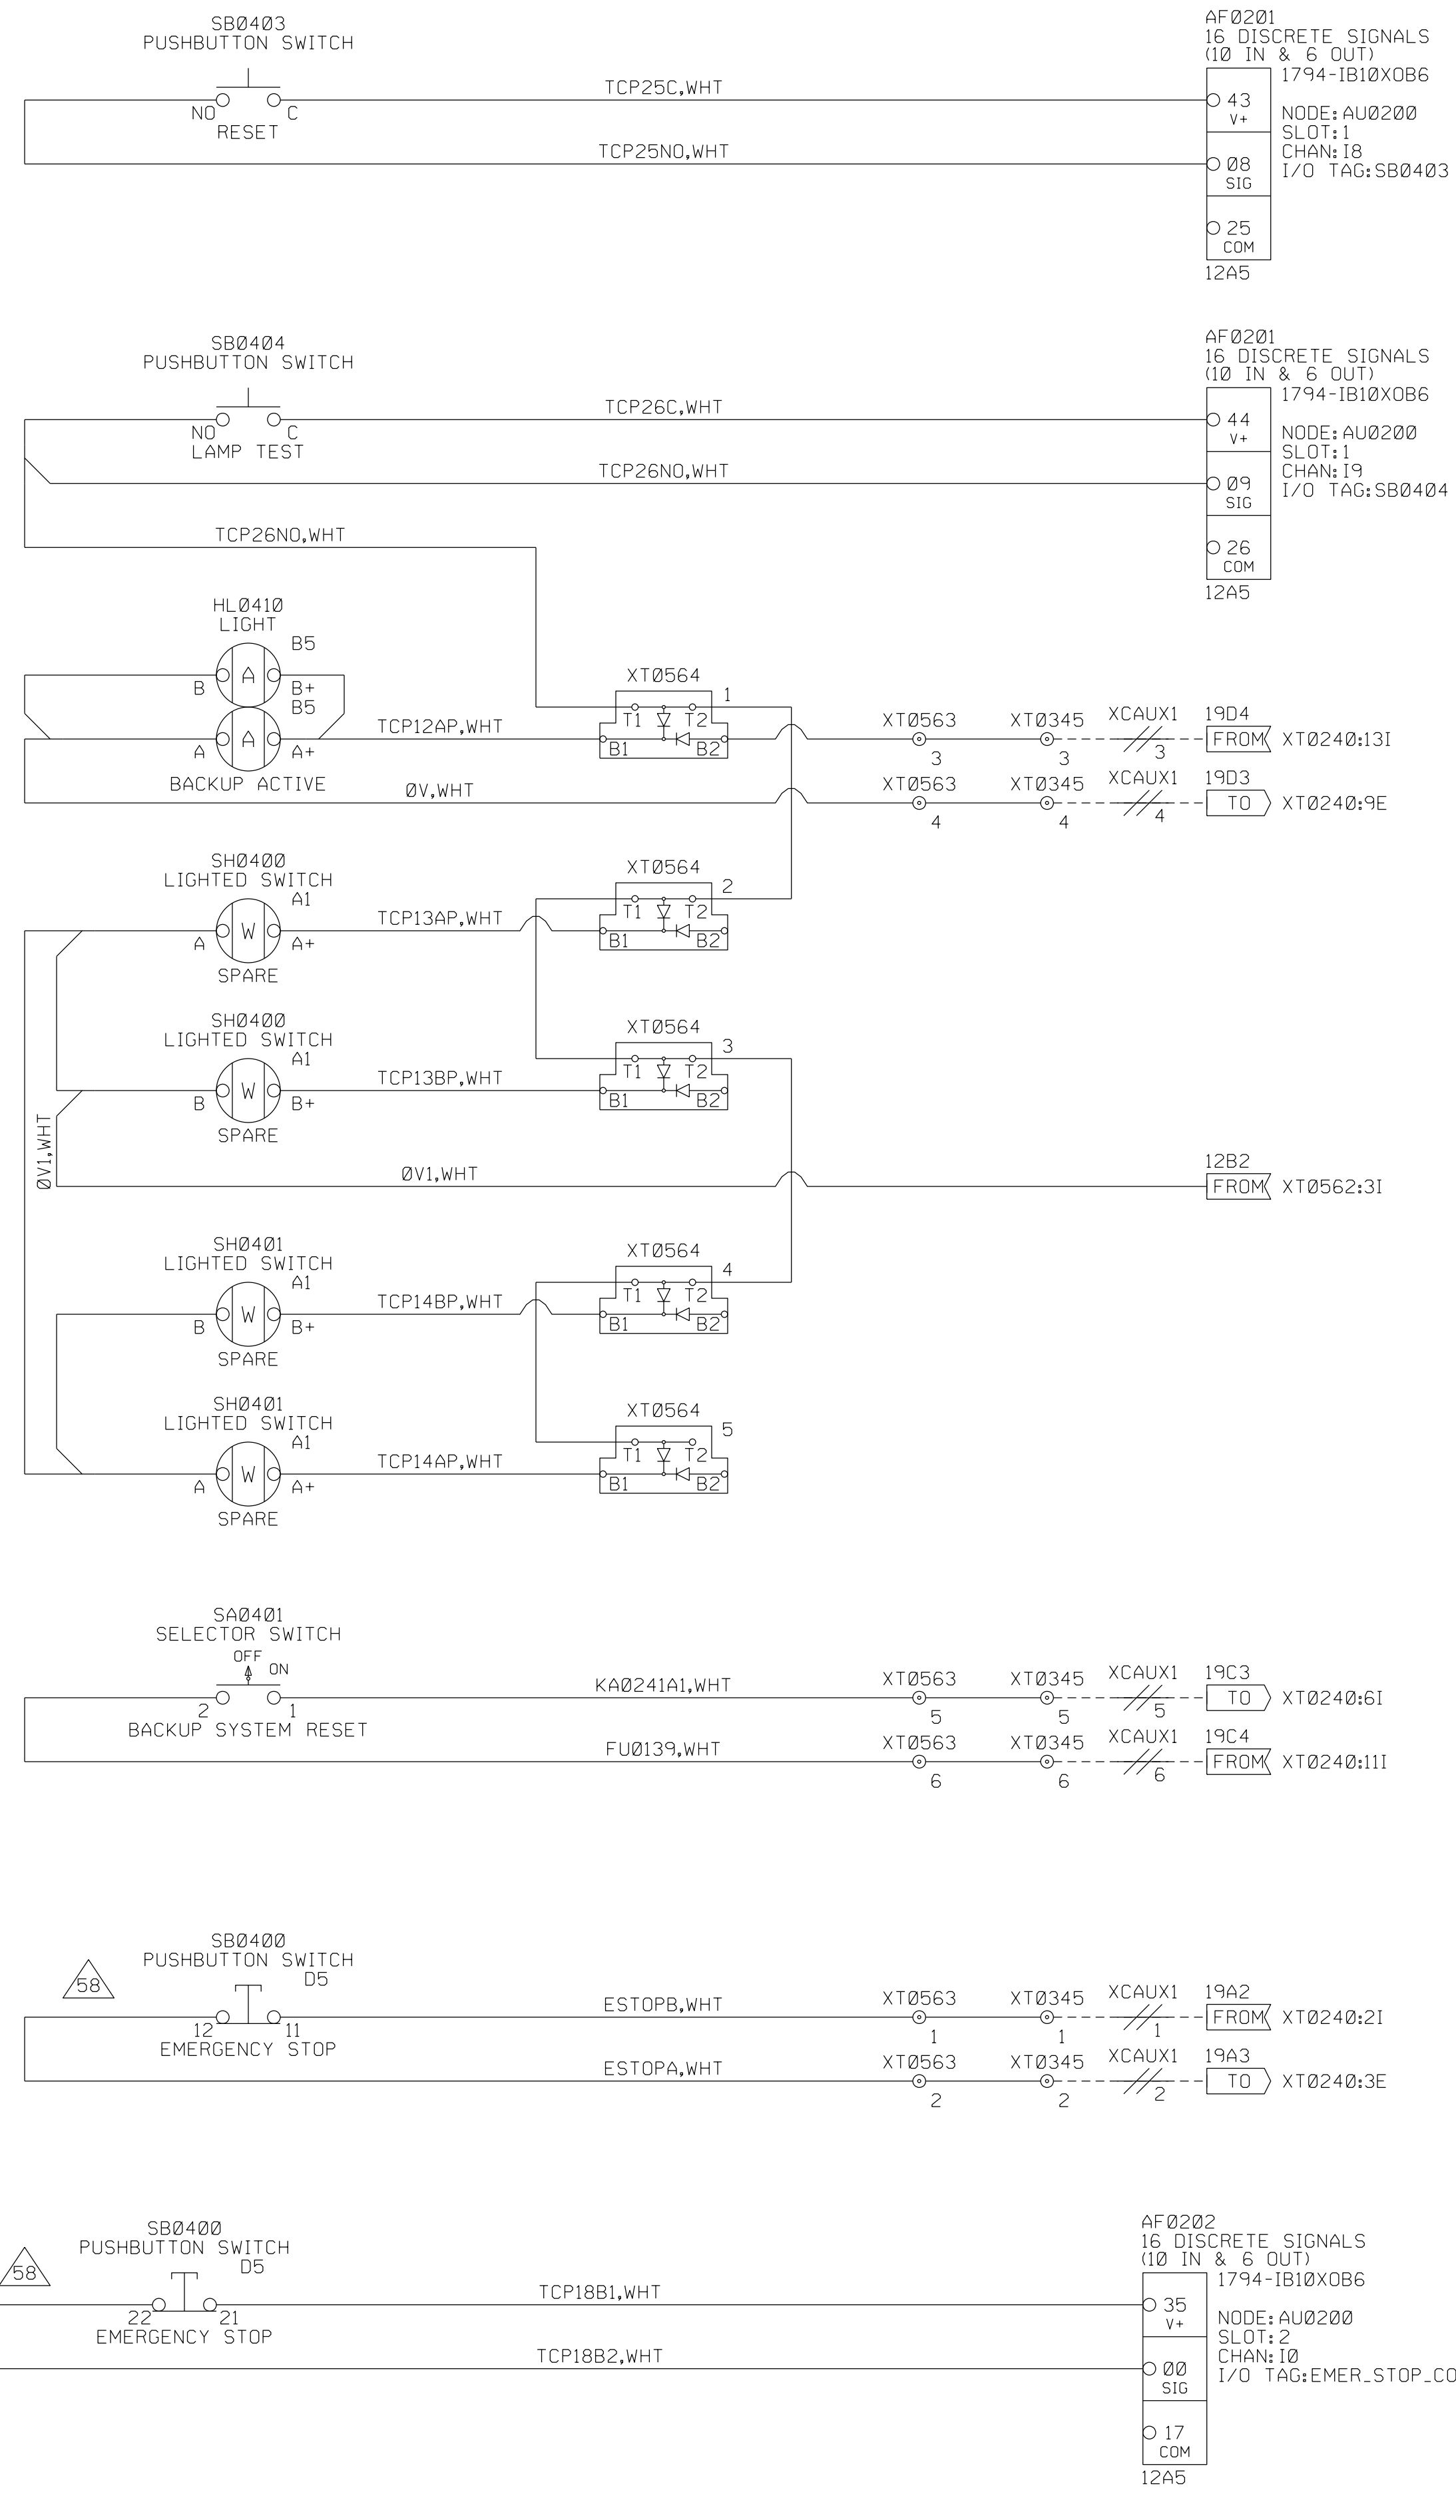 SBØ4Ø3
PUSHBUTTON SWITCH
NO
C
RESET
TCP25C,WHT
TCP25NO,WHT
AFØ2Ø1
16 DISCRETE SIGNALS
(1Ø IN & 6 OUT)
1794-IB1ØXOB6
43
V+
NODE:AUØ2ØØ
SLOT:1
CHAN:I8
I/O TAG:SBØ4Ø3
Ø8
SIG
25
COM
12A5
SBØ4Ø4
PUSHBUTTON SWITCH
NO
C
LAMP TEST
TCP26C,WHT
TCP26NO,WHT
TCP26NO,WHT
AFØ2Ø1
16 DISCRETE SIGNALS
(1Ø IN & 6 OUT)
1794-IB1ØXOB6
44
V+
NODE:AUØ2ØØ
SLOT:1
CHAN:I9
I/O TAG:SBØ4Ø4
Ø9
SIG
26
COM
12A5
HLØ41Ø
LIGHT
B5
A
B
B+
B5
A
A
A+
BACKUP ACTIVE
TCP12AP,WHT
ØV,WHT
XTØ564
1
T1
T2
B1
B2
XTØ563
3
XTØ345
3
XCAUX1
3
19D4
FROM
XTØ24Ø:13I
XTØ563
4
XTØ345
4
XCAUX1
4
19D3
TO
XTØ24Ø:9E
SHØ4ØØ
LIGHTED SWITCH
A1
W
A
A+
SPARE
TCP13AP,WHT
XTØ564
2
T1
T2
B1
B2
SHØ4ØØ
LIGHTED SWITCH
A1
W
B
B+
SPARE
TCP13BP,WHT
XTØ564
3
T1
T2
B1
B2
ØV1,WHT
ØV1,WHT
12B2
FROM
XTØ562:3I
SHØ4Ø1
LIGHTED SWITCH
A1
W
B
B+
SPARE
TCP14BP,WHT
XTØ564
4
T1
T2
B1
B2
SHØ4Ø1
LIGHTED SWITCH
A1
W
A
A+
SPARE
TCP14AP,WHT
XTØ564
5
T1
T2
B1
B2
SAØ4Ø1
SELECTOR SWITCH
OFF
ON
2
1
BACKUP SYSTEM RESET
KAØ241A1,WHT
FUØ139,WHT
XTØ563
5
XTØ345
5
XCAUX1
5
19C3
TO
XTØ24Ø:6I
XTØ563
6
XTØ345
6
XCAUX1
6
19C4
FROM
XTØ24Ø:11I
58
SBØ4ØØ
PUSHBUTTON SWITCH
D5
12
11
EMERGENCY STOP
ESTOPB,WHT
ESTOPA,WHT
XTØ563
1
XTØ345
1
XCAUX1
1
19A2
FROM
XTØ24Ø:2I
XTØ563
2
XTØ345
2
XCAUX1
2
19A3
TO
XTØ24Ø:3E
58
SBØ4ØØ
PUSHBUTTON SWITCH
D5
22
21
EMERGENCY STOP
TCP18B1,WHT
TCP18B2,WHT
AFØ2Ø2
16 DISCRETE SIGNALS
(1Ø IN & 6 OUT)
1794-IB1ØXOB6
35
V+
NODE:AUØ2ØØ
SLOT:2
CHAN:IØ
I/O TAG:EMER_STOP_CO
ØØ
SIG
17
COM
12A5